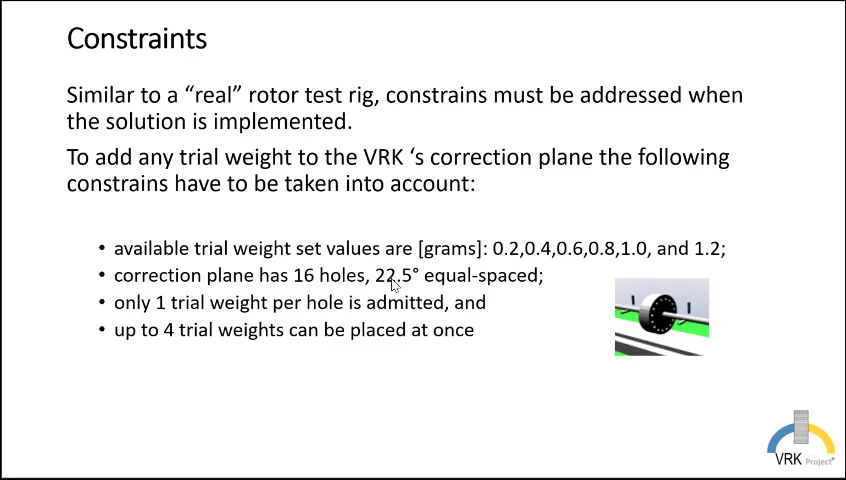 Constraints
Similar to a “real” rotor test rig, constrains must be addressed when
the solution is implemented.
To add any trial weight to the VRK ‘s correction plane the following
constrains have to be taken into account:
• available trial weight set values are [grams]: 0.2,0.4,0.6,0.8,1.0, and 1.2;
• correction plane has 16 holes, 22.5° equal-spaced;
• only 1 trial weight per hole is admitted, and
• up to 4 trial weights can be placed at once
VRK Project